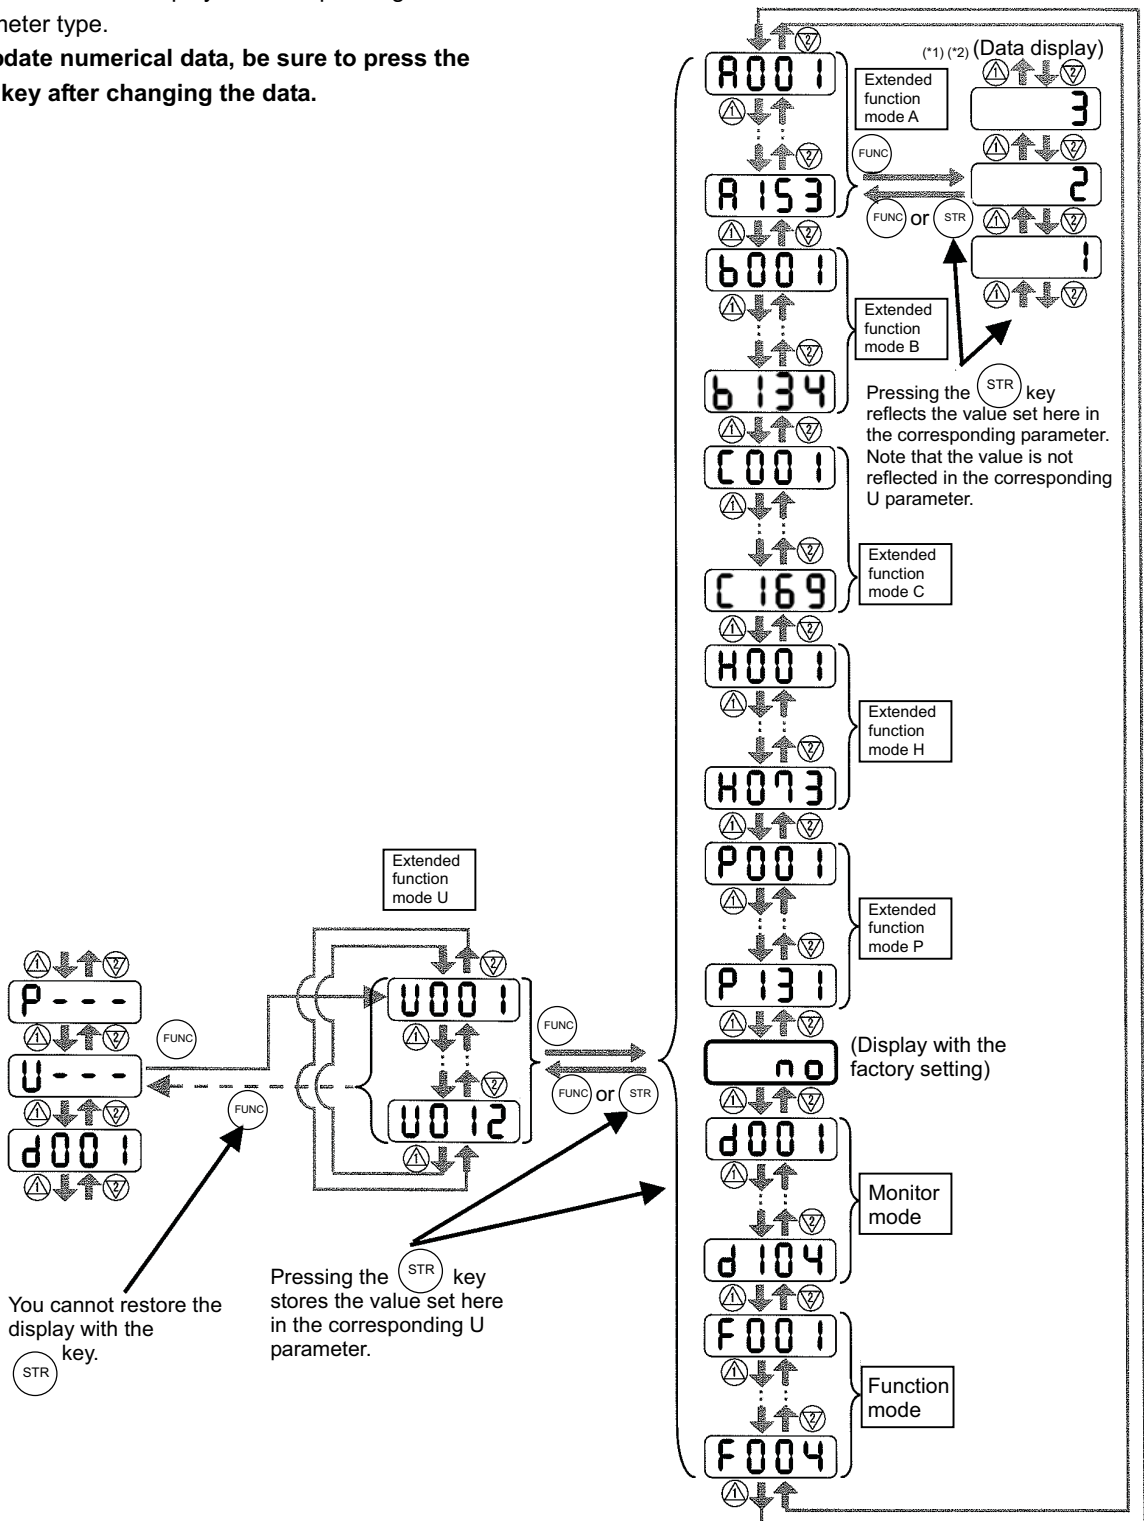 meter type.
pdate numerical data, be sure to press the
key after changing the data.
(*1) (*2) (Data display)
A001
Extended
function
mode A
3
FUNC
2
A153
FUNC or STR
1
b001
Extended
function
mode B
b134
Pressing the STR key
reflects the value set here in
the corresponding parameter.
Note that the value is not
reflected in the corresponding
U parameter.
C001
Extended
function
mode C
C169
H001
Extended
function
mode H
H073
P001
Extended
function
mode P
P131
no
(Display with the
factory setting)
d001
Monitor
mode
d104
F001
Function
mode
F004
Extended
function
mode U
P---
U---
d001
FUNC
FUNC
U001
U012
FUNC
FUNC or STR
You cannot restore the
display with the
STR key.
Pressing the STR key
stores the value set here
in the corresponding U
parameter.